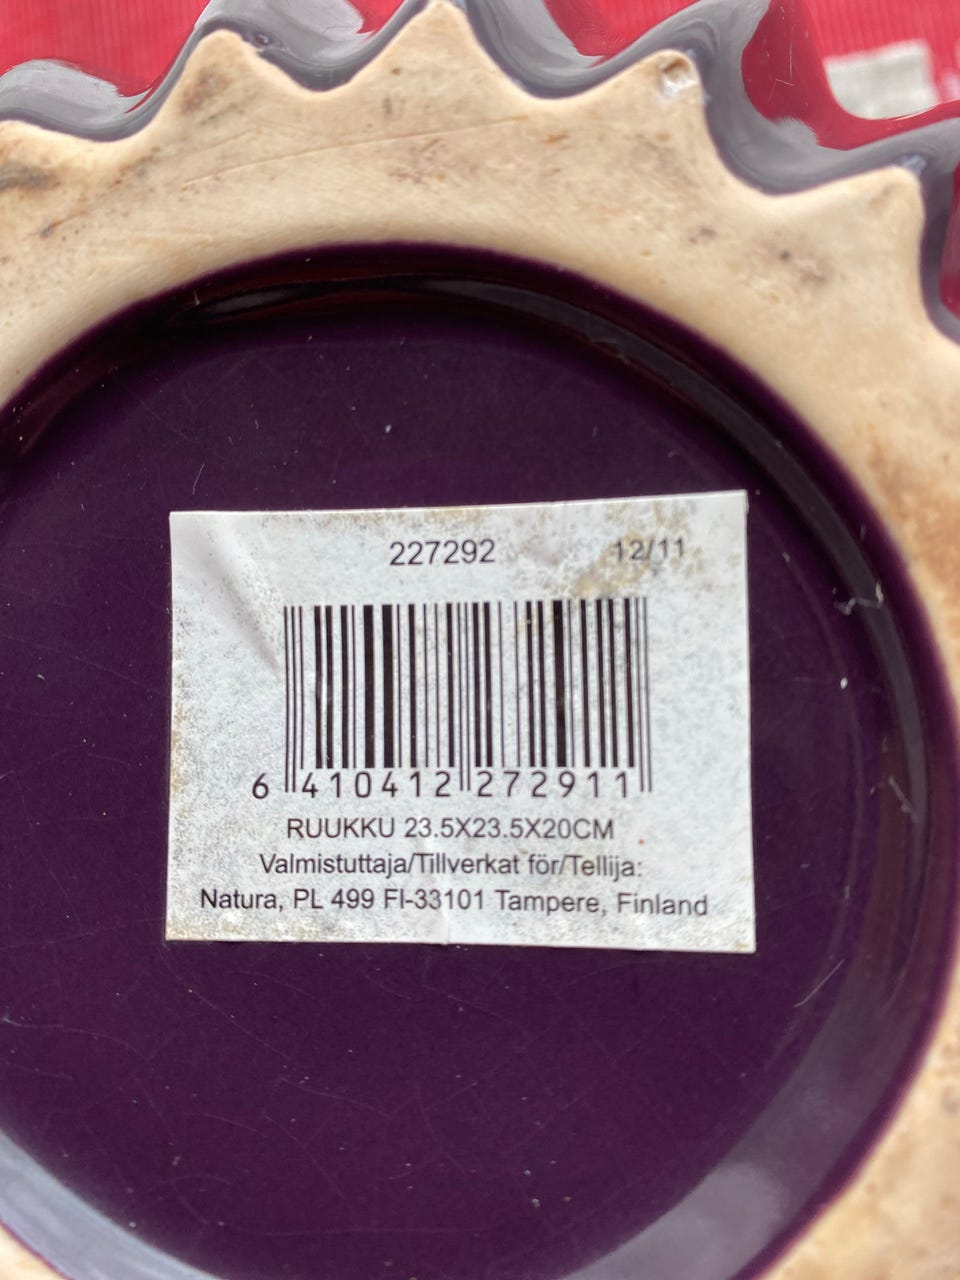 227292 12/11
6 410412 272911
RUUKKU 23.5X23.5X20CM
Valmistuttaja/Tillverkat för/Tellija:
Natura, PL 499 FI-33101 Tampere, Finland